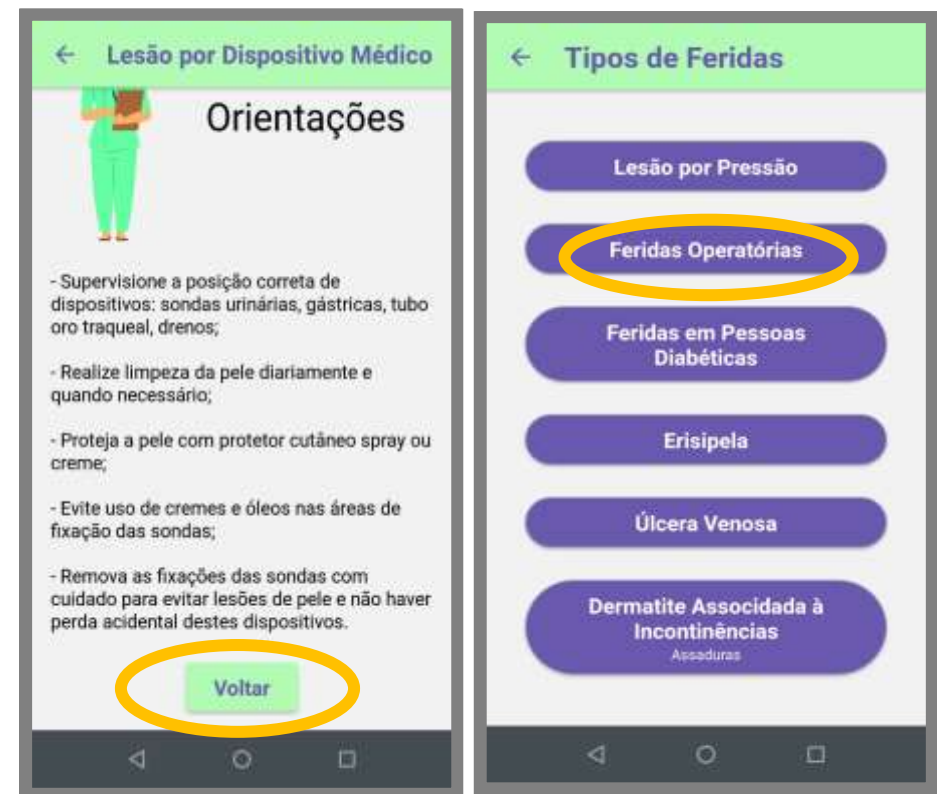 Lesão por Dispositivo Médico
Orientações
- Supervisione a posição correta de
dispositivos: sondas urinárias, gástricas, tubo
oro traqueal, drenos;
- Realize limpeza da pele diariamente e
quando necessário;
- Proteja a pele com protetor cutâneo spray ou
creme;
- Evite uso de cremes e óleos nas áreas de
fixação das sondas;
- Remova as fixações das sondas com
cuidado para evitar lesões de pele e não haver
perda acidental destes dispositivos.
Voltar
Tipos de Feridas
Lesão por Pressão
Feridas Operatórias
Feridas em Pessoas
Diabéticas
Erisipela
Úlcera Venosa
Dermatite Associdada à
Incontinências
Assaduras